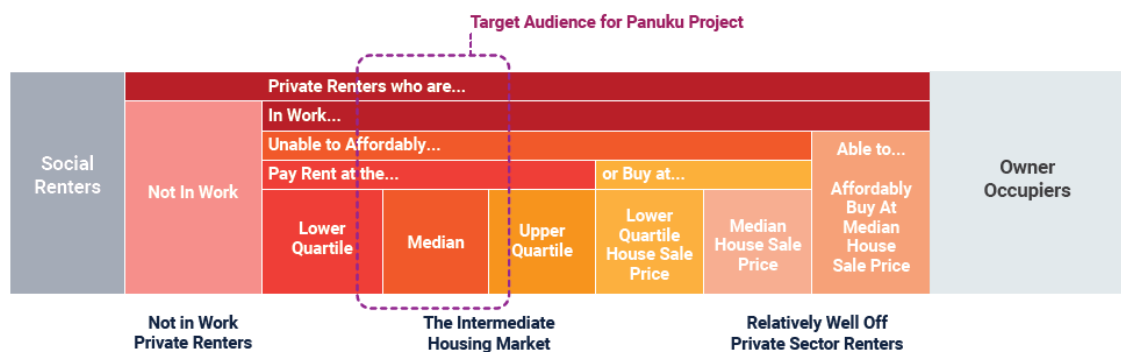 Target Audience for Panuku Project
Private Renters who are...
In Work...
Unable to Affordably...
Pay Rent at the...
or Buy at...
Social
Renters
Not In Work
Lower
Quartile
Median
Upper
Quartile
Lower
Quartile
House Sale
Price
Median
House Sale
Price
Able to...
Affordably
Buy At
Median
House
Sale Price
Owner
Occupiers
Not in Work
Private Renters
The Intermediate
Housing Market
Relatively Well Off
Private Sector Renters